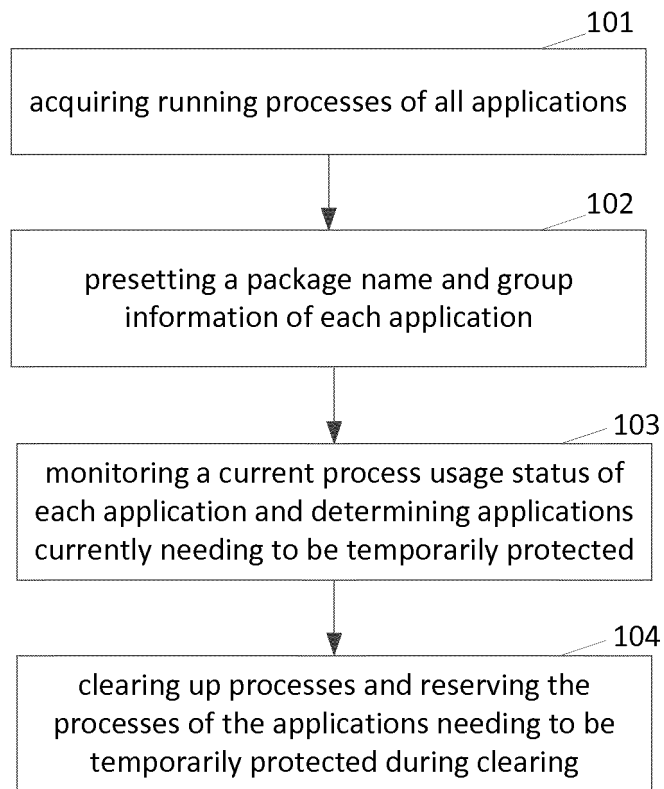 101
acquiring running processes of all applications
102
presetting a package name and group
information of each application
103
monitoring a current process usage status of
each application and determining applications
currently needing to be temporarily protected
104
clearing up processes and reserving the
processes of the applications needing to be
temporarily protected during clearing